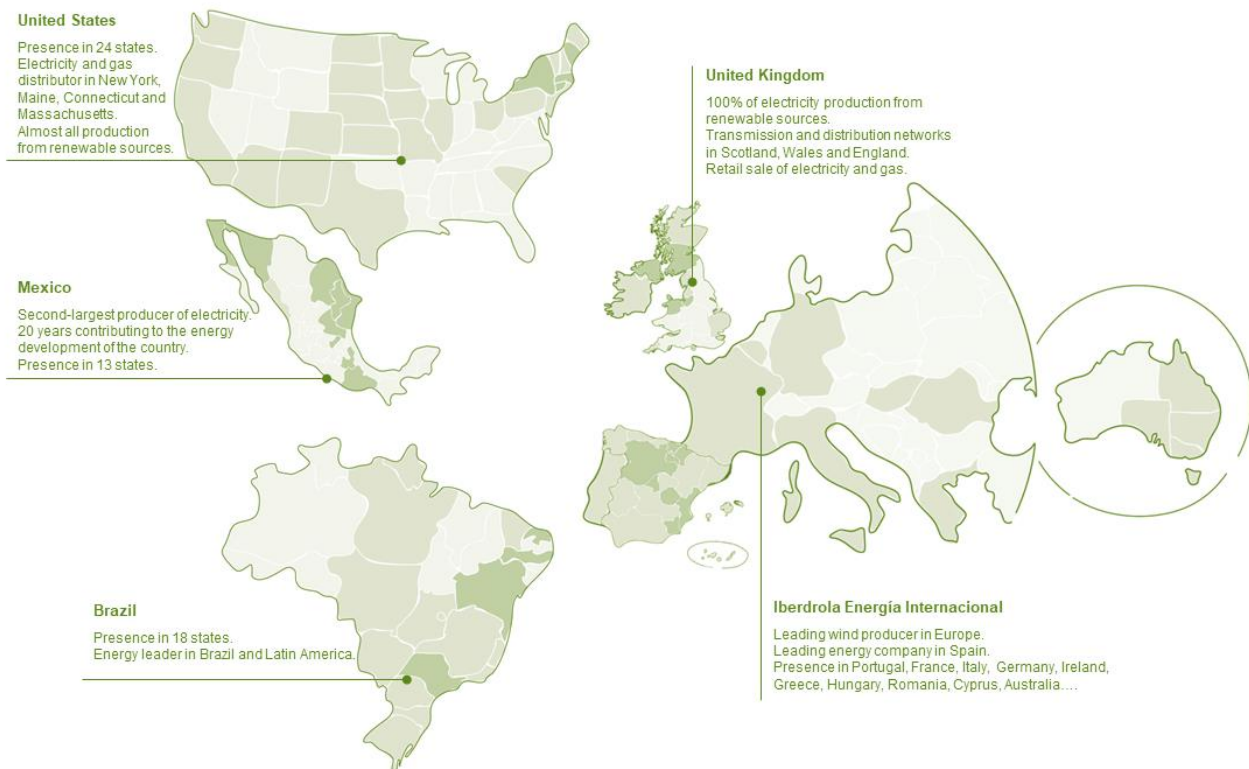 United States
Presence in 24 states.
Electricity and gas
distributor in New York,
Maine, Connecticut and
Massachusetts.
Almost all production
from renewable sources.
United Kingdom
100% of electricity production from
renewable sources.
Transmission and distribution networks
in Scotland, Wales and England.
Retail sale of electricity and gas.
Mexico
Second-largest producer of electricity.
20 years contributing to the energy
development of the country.
Presence in 13 states.
Brazil
Presence in 18 states.
Energy leader in Brazil and Latin America.
Iberdrola Energía Internacional
Leading wind producer in Europe.
Leading energy company in Spain.
Presence in Portugal, France, Italy, Germany, Ireland,
Greece, Hungary, Romania, Cyprus, Australia….